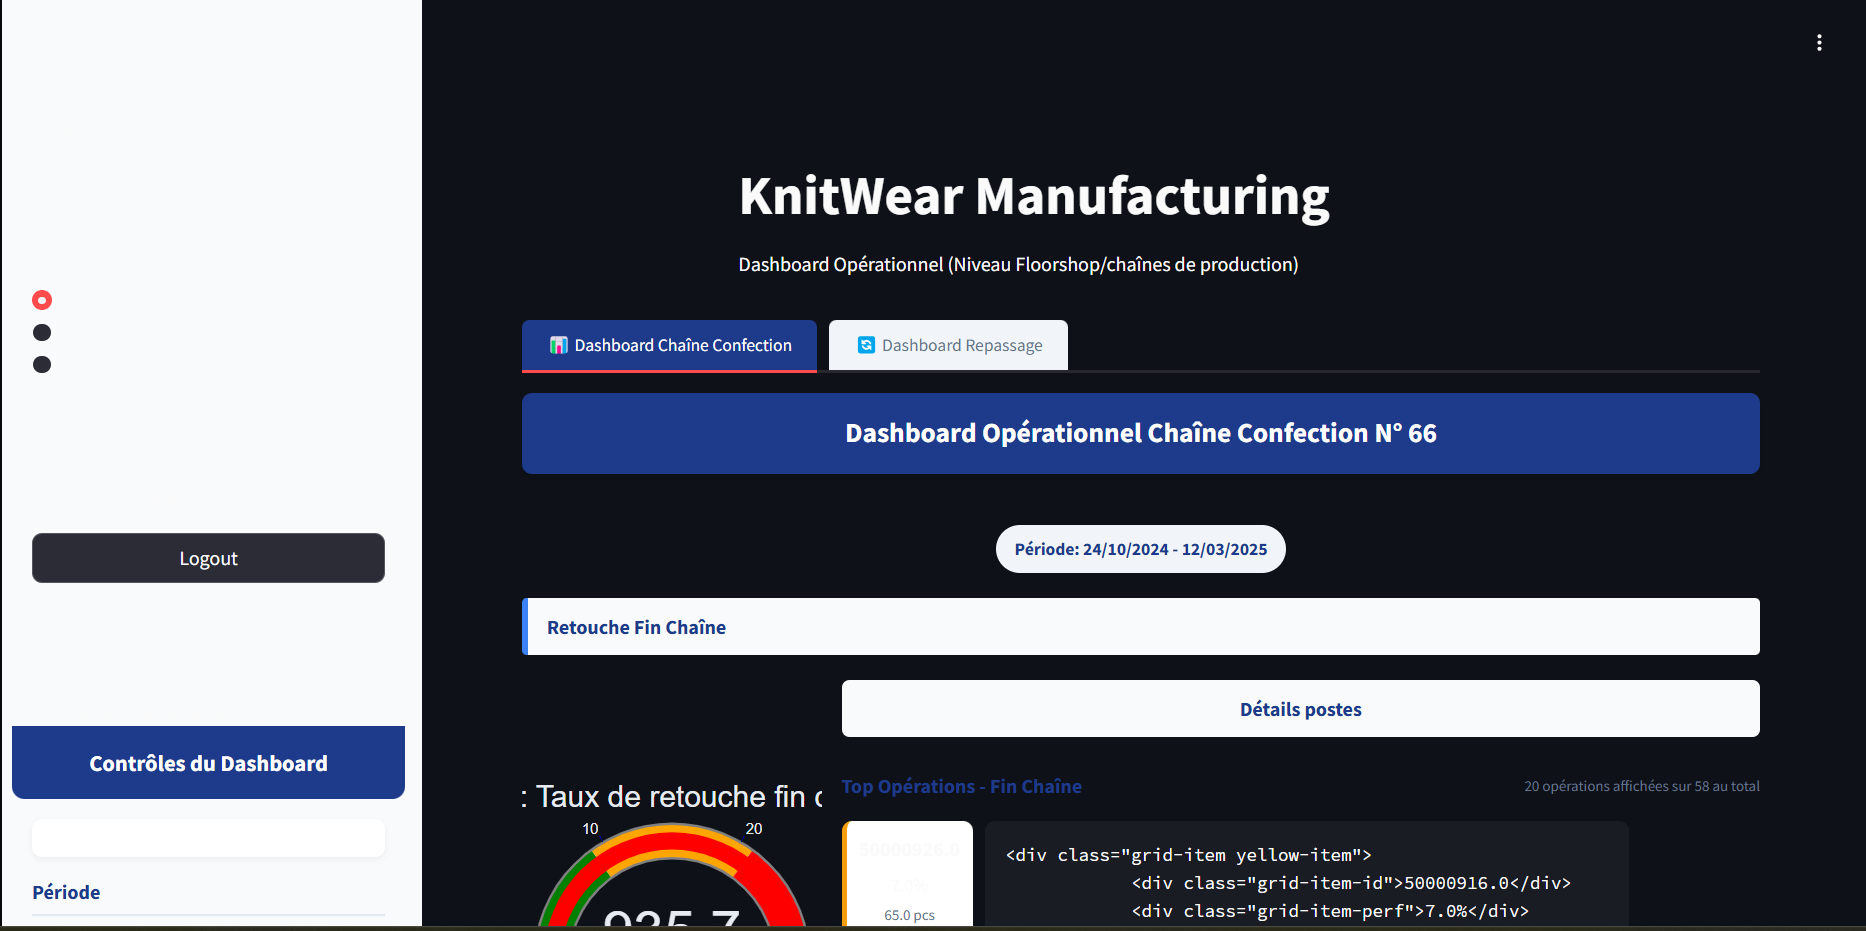 KnitWear Manufacturing
Dashboard Opérationnel (Niveau Floorshop/chaînes de production)
Dashboard Chaîne Confection
Dashboard Repassage
Dashboard Opérationnel Chaîne Confection N° 66
Période: 24/10/2024 - 12/03/2025
Retouche Fin Chaîne
Détails postes
Logout
Contrôles du Dashboard
Période
: Taux de retouche fin c
10
20
935.7
Top Opérations - Fin Chaîne
20 opérations affichées sur 58 au total
50000926.0
7.0%
65.0 pcs
<div class="grid-item yellow-item">
<div class="grid-item-id">50000916.0</div>
<div class="grid-item-perf">7.0%</div>